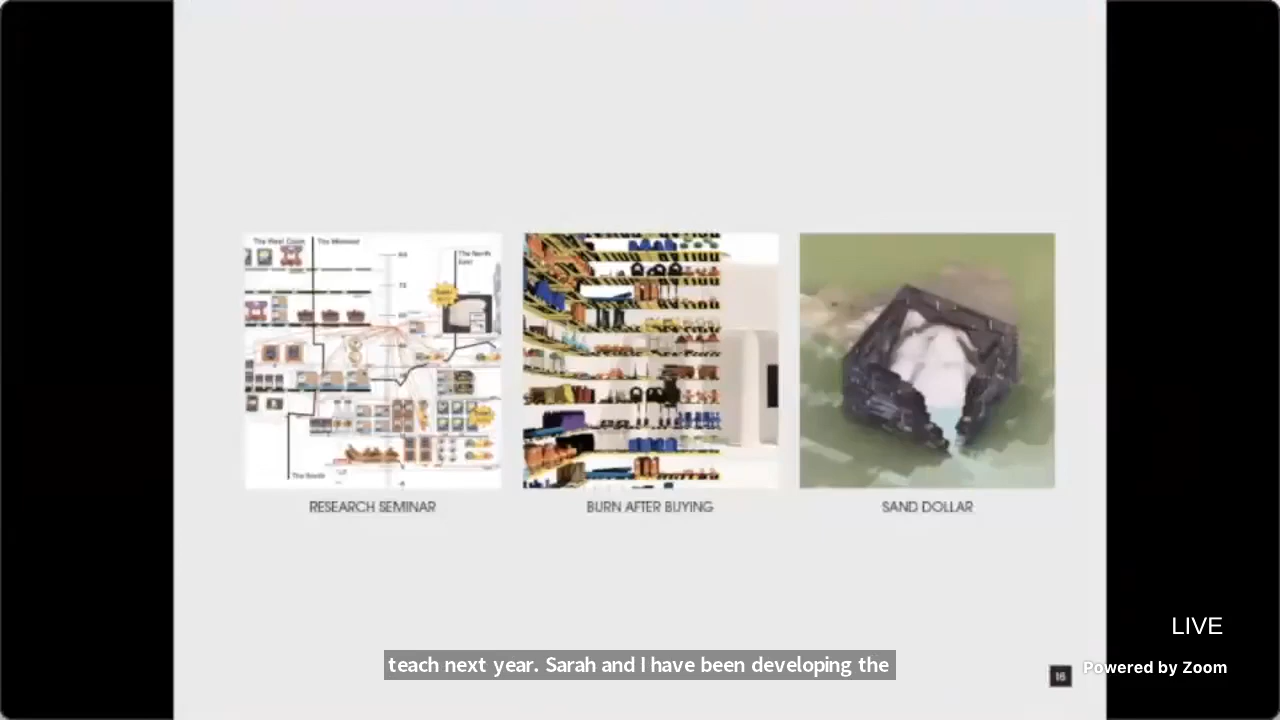 The West Coast
The Midwest
The North
East
The South
RESEARCH SEMINAR
BURN AFTER BUYING
SAND DOLLAR
LIVE
teach next year. Sarah and I have been developing the
16
Powered by Zoom